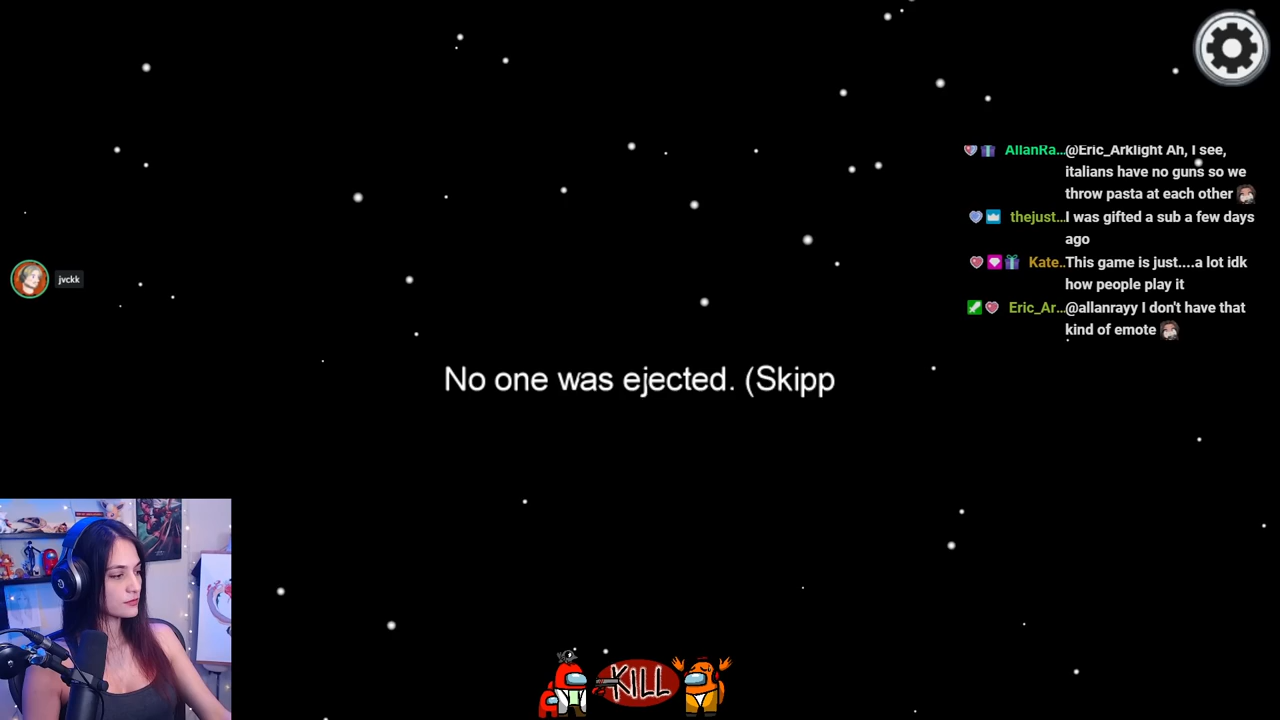 AllanRa...@Eric_Arklight Ah, I see,
italians have no guns so we
throw pasta at each other
thejust...I was gifted a sub a few days
ago
Kate..This game is just....a lot idk
how people play it
Eric_Ar...@allanrayy I don't have that
kind of emote
jvckk
No one was ejected. (Skipp
KILL